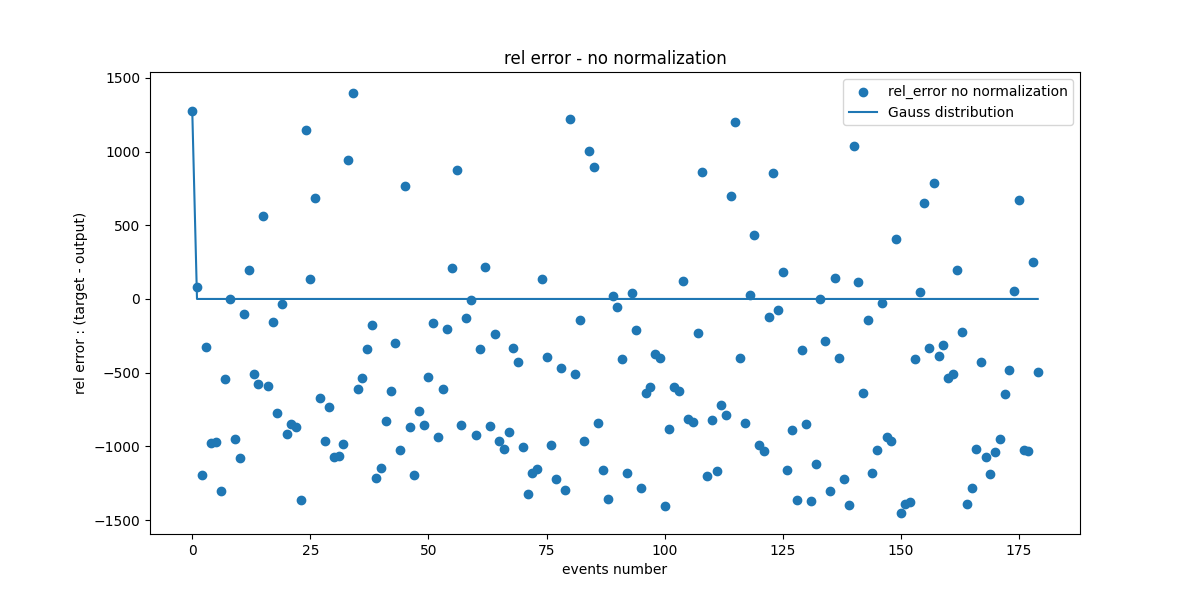 rel error - no normalization
1500
1000
500
0
−500
−1000
−1500
rel error : (target - output)
rel_error no normalization
Gauss distribution
0 25 50 75 100 125 150 175
events number